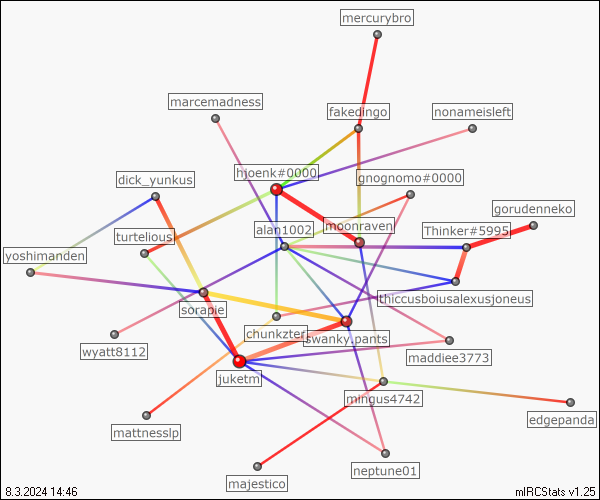 mercurybro
marcemadness
fakedingo
nonameisleft
hjoenk#0000
gnognomo#0000
dick_yunkus
gorudenneko
turtelious
alan1002
moonraven
Thinker#5995
yoshimanden
thiccusboiusalexusjoneus
sorapie
chunkztef
swanky.pants
wyatt8112
maddiee3773
juketm
mingus4742
edgepanda
mattnesslp
majestico
neptune01
8.3.2024 14:46
mIRCStats v1.25